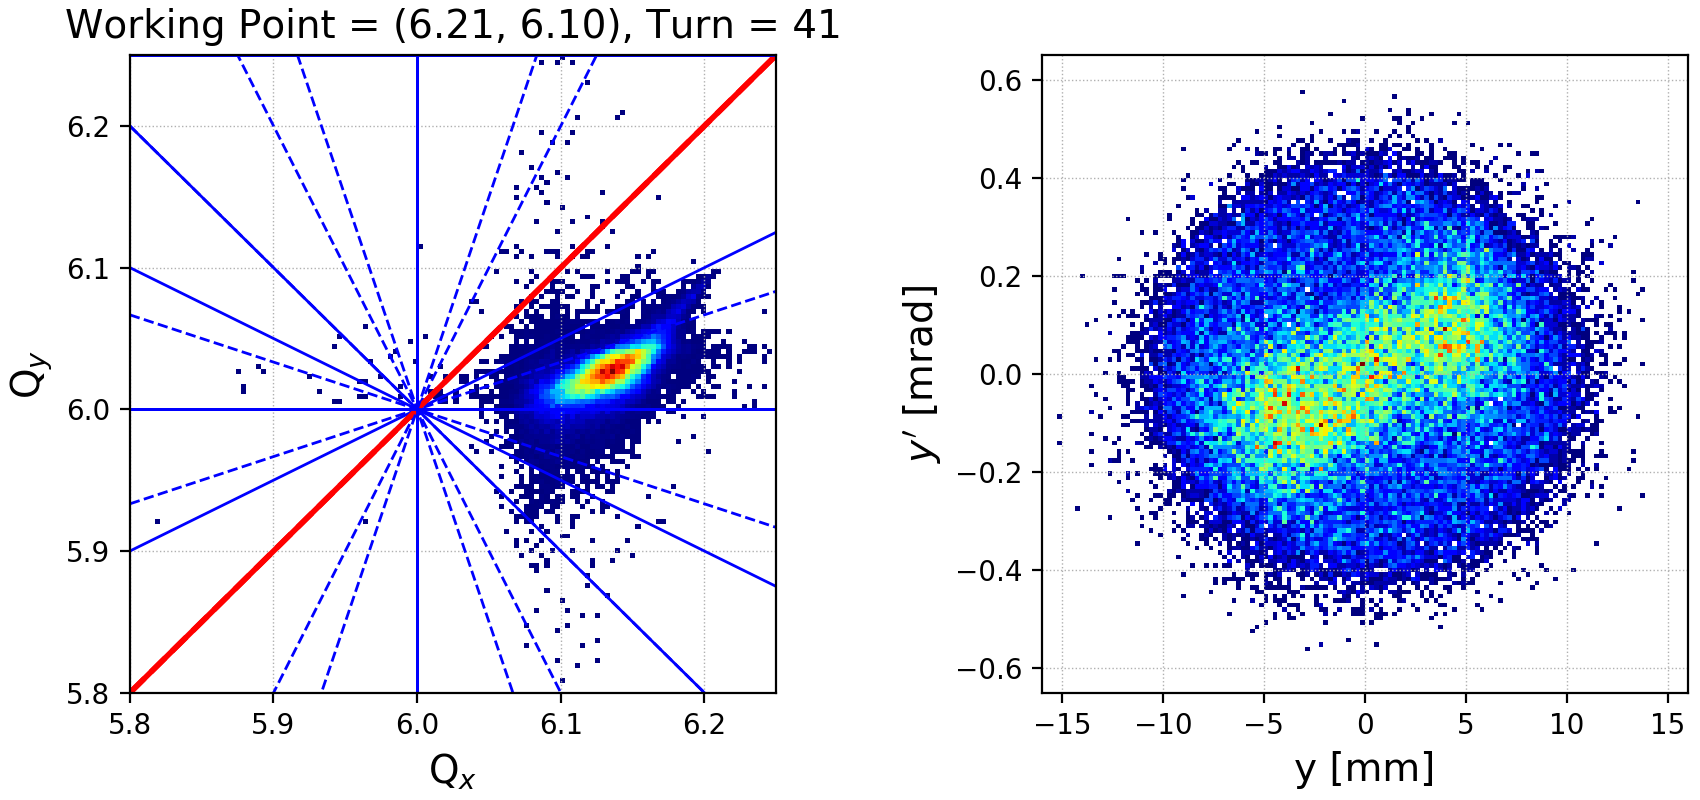 Working Point = (6.21, 6.10), Turn = 41
6.2
6.1
6.0
5.9
5.8
Qy
5.8 5.9 6.0 6.1 6.2
Qx
0.6
0.4
0.2
0.0
−0.2
−0.4
−0.6
y′ [mrad]
−15 −10 −5 0 5 10 15
y [mm]